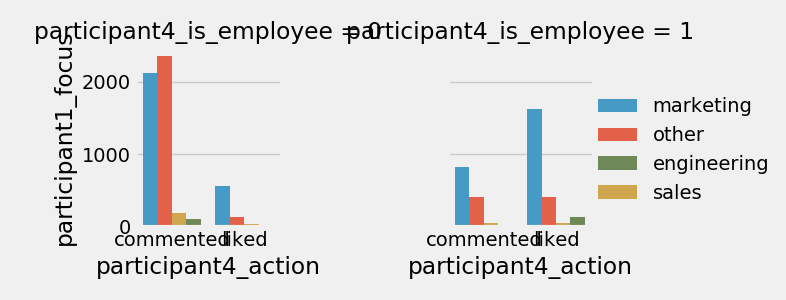 participant4_is_employee = 0
participant4_is_employee = 1
participant1_focus
2000
1000
0
commented
liked
participant4_action
commented
liked
participant4_action
marketing
other
engineering
sales